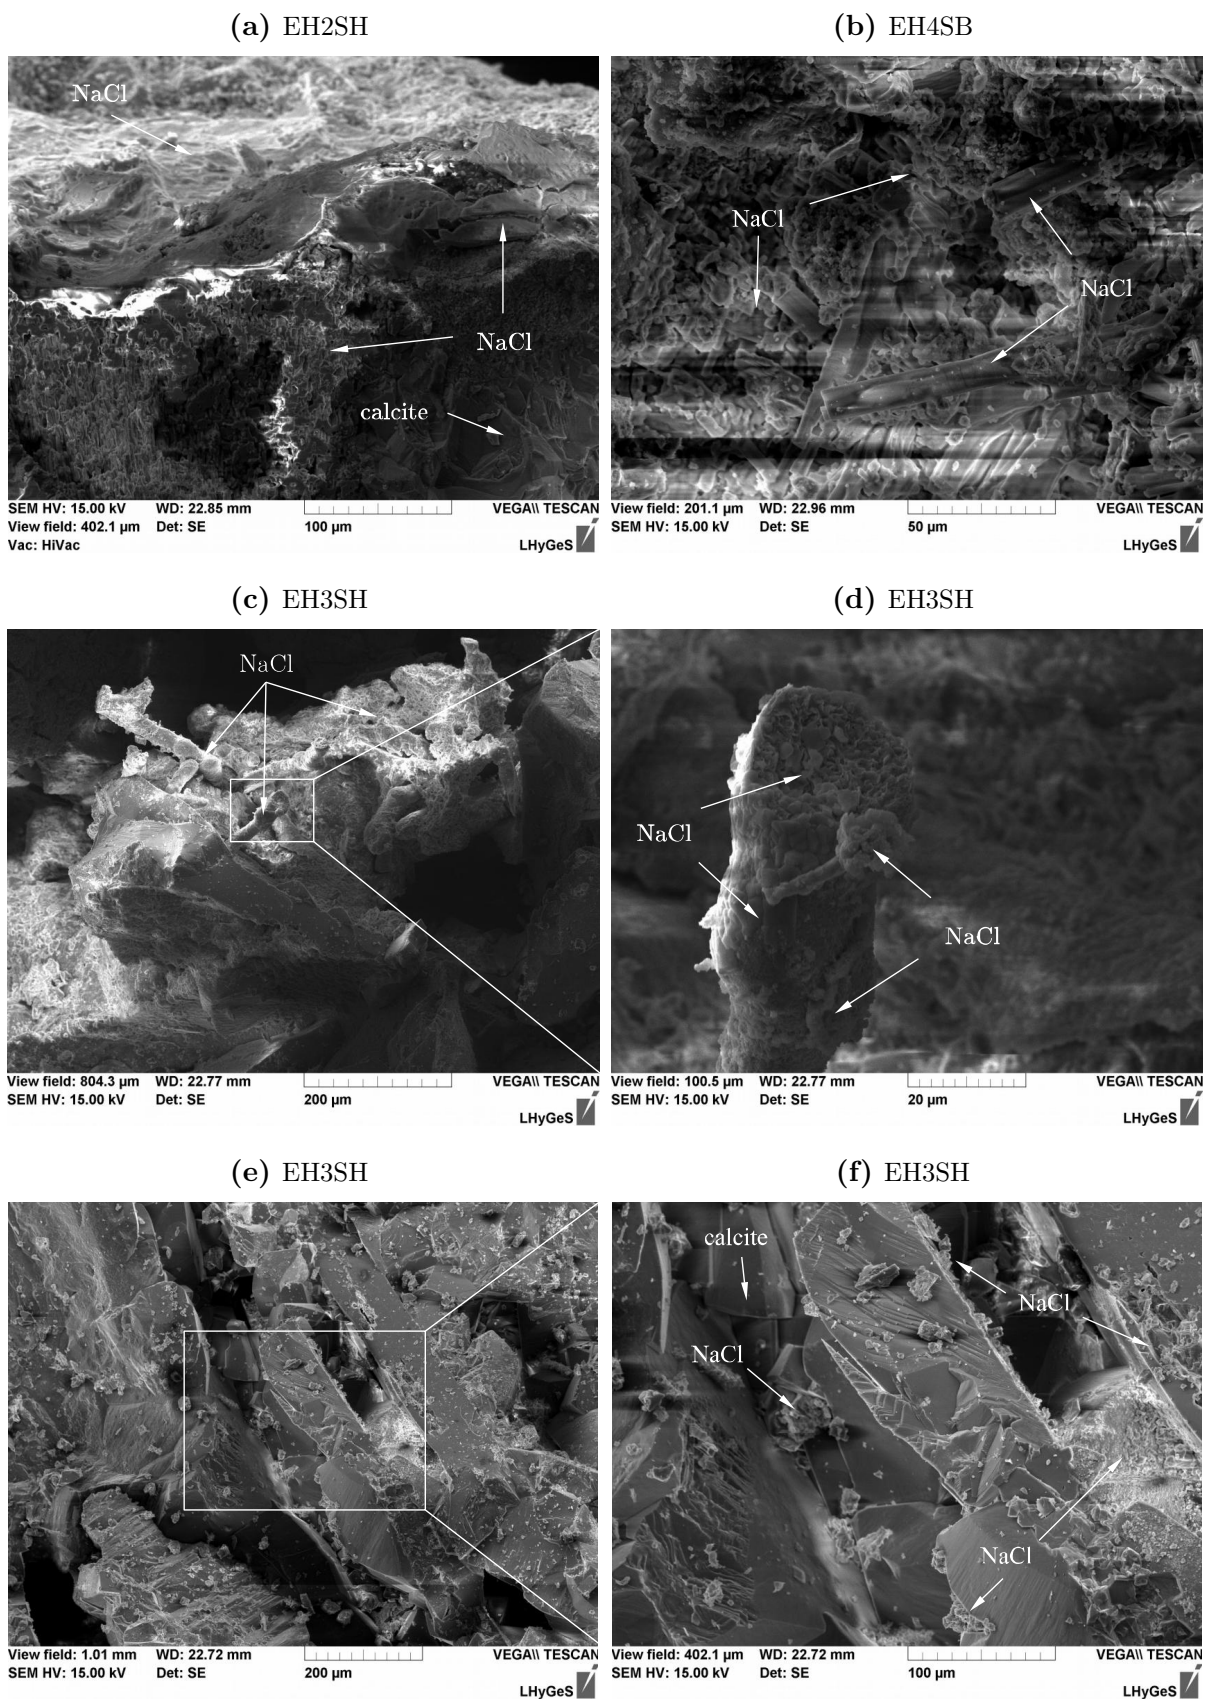 (a) EH2SH
(b) EH4SB
NaCl
NaCl
calcite
NaCl
NaCl
SEM HV: 15.00 kV WD: 22.85 mm VEGA\\ TESCAN
View field: 402.1 µm Det: SE 100 µm
Vac: HiVac LHyGeS
View field: 201.1 µm WD: 22.96 mm VEGA\\ TESCAN
SEM HV: 15.00 kV Det: SE 50 µm
LHyGeS
(c) EH3SH
(d) EH3SH
NaCl
NaCl
NaCl
View field: 804.3 µm WD: 22.77 mm VEGA\\ TESCAN
SEM HV: 15.00 kV Det: SE 200 µm
LHyGeS
View field: 100.5 µm WD: 22.77 mm VEGA\\ TESCAN
SEM HV: 15.00 kV Det: SE 20 µm
LHyGeS
(e) EH3SH
(f) EH3SH
calcite
NaCl
NaCl
NaCl
View field: 1.01 mm WD: 22.72 mm VEGA\\ TESCAN
SEM HV: 15.00 kV Det: SE 200 µm
LHyGeS
View field: 402.1 µm WD: 22.72 mm VEGA\\ TESCAN
SEM HV: 15.00 kV Det: SE 100 µm
LHyGeS